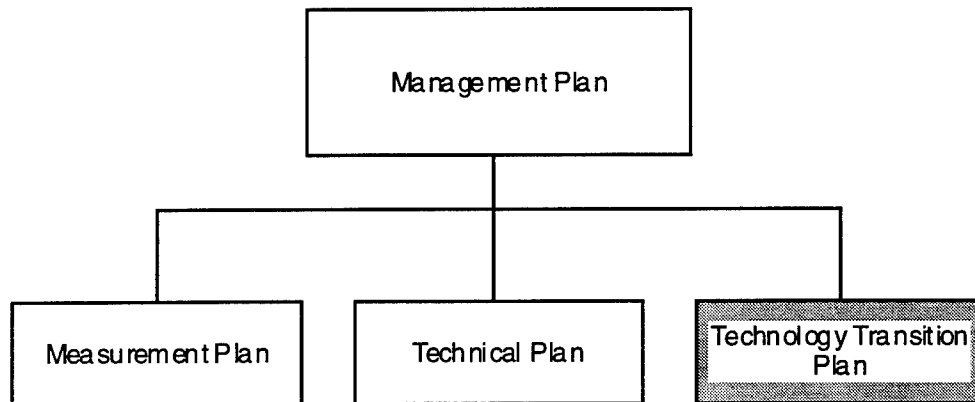 Management Plan
Measurement Plan
Technical Plan
Technology Transition
Plan